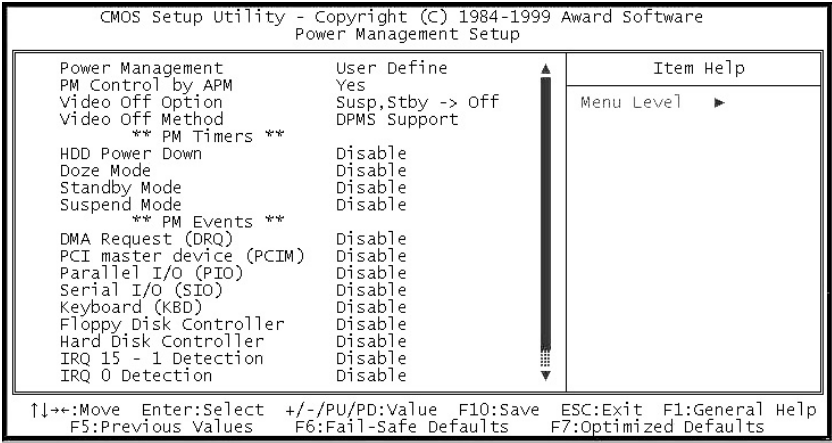 CMOS Setup Utility - Copyright (C) 1984-1999 Award Software
Power Management Setup
Power Management User Define
PM Control by APM Yes
Video Off Option Susp,Stby -> Off
Video Off Method DPMS Support
** PM Timers **
HDD Power Down Disable
Doze Mode Disable
Standby Mode Disable
Suspend Mode Disable
** PM Events **
DMA Request (DRQ) Disable
PCI master device (PCIM) Disable
Parallel I/O (PIO) Disable
Serial I/O (SIO) Disable
Keyboard (KBD) Disable
Floppy Disk Controller Disable
Hard Disk Controller Disable
IRQ 15 - 1 Detection Disable
IRQ 0 Detection Disable
Item Help
Menu Level ►
↑↓→←:Move Enter:Select +/-/PU/PD:Value F10:Save ESC:Exit F1:General Help
F5:Previous Values F6:Fail-Safe Defaults F7:Optimized Defaults